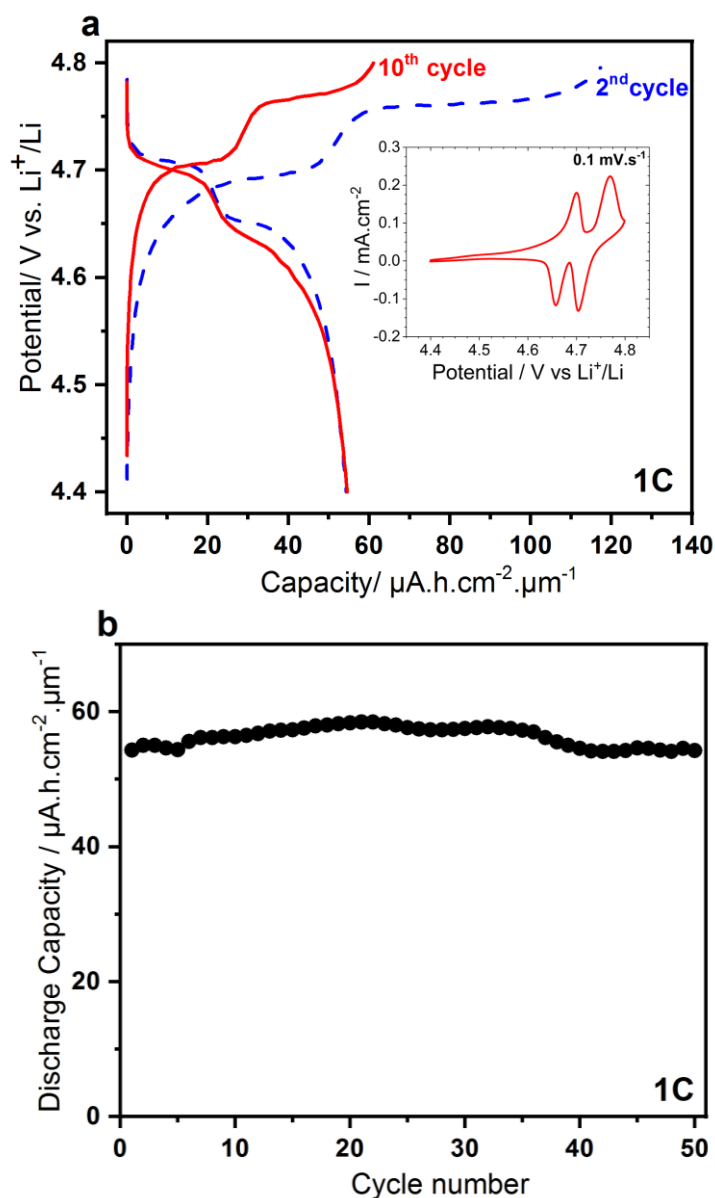 a
4.8
4.7
4.6
4.5
4.4
Potential/ V vs. Li⁺/Li
10ᵗʰ cycle
2ⁿᵈ cycle
0.1 mV.s⁻¹
0.3
0.2
0.1
0.0
-0.1
-0.2
I / mA.cm⁻²
4.4 4.5 4.6 4.7 4.8
Potential / V vs Li⁺/Li
1C
0 20 40 60 80 100 120 140
Capacity/ µA.h.cm⁻².µm⁻¹
b
60
40
20
0
Discharge Capacity / µA.h.cm⁻².µm⁻¹
1C
0 10 20 30 40 50
Cycle number